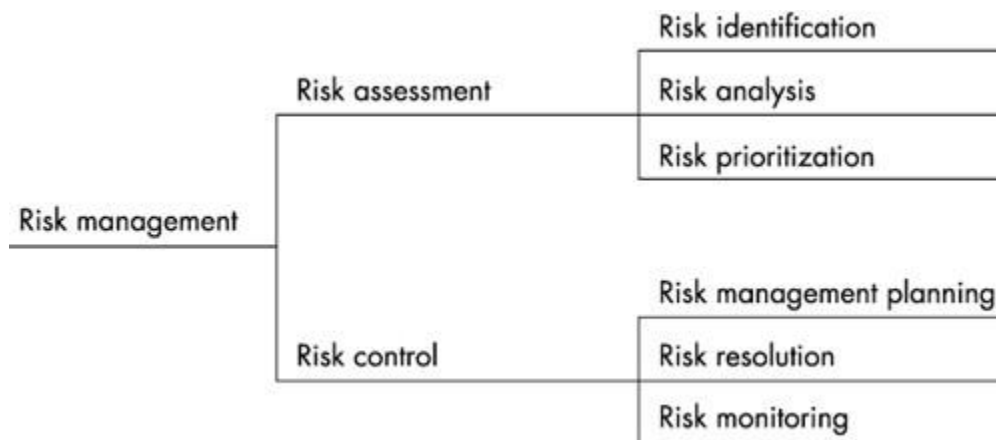 Risk identification
Risk assessment
Risk analysis
Risk prioritization
Risk management
Risk management planning
Risk control
Risk resolution
Risk monitoring